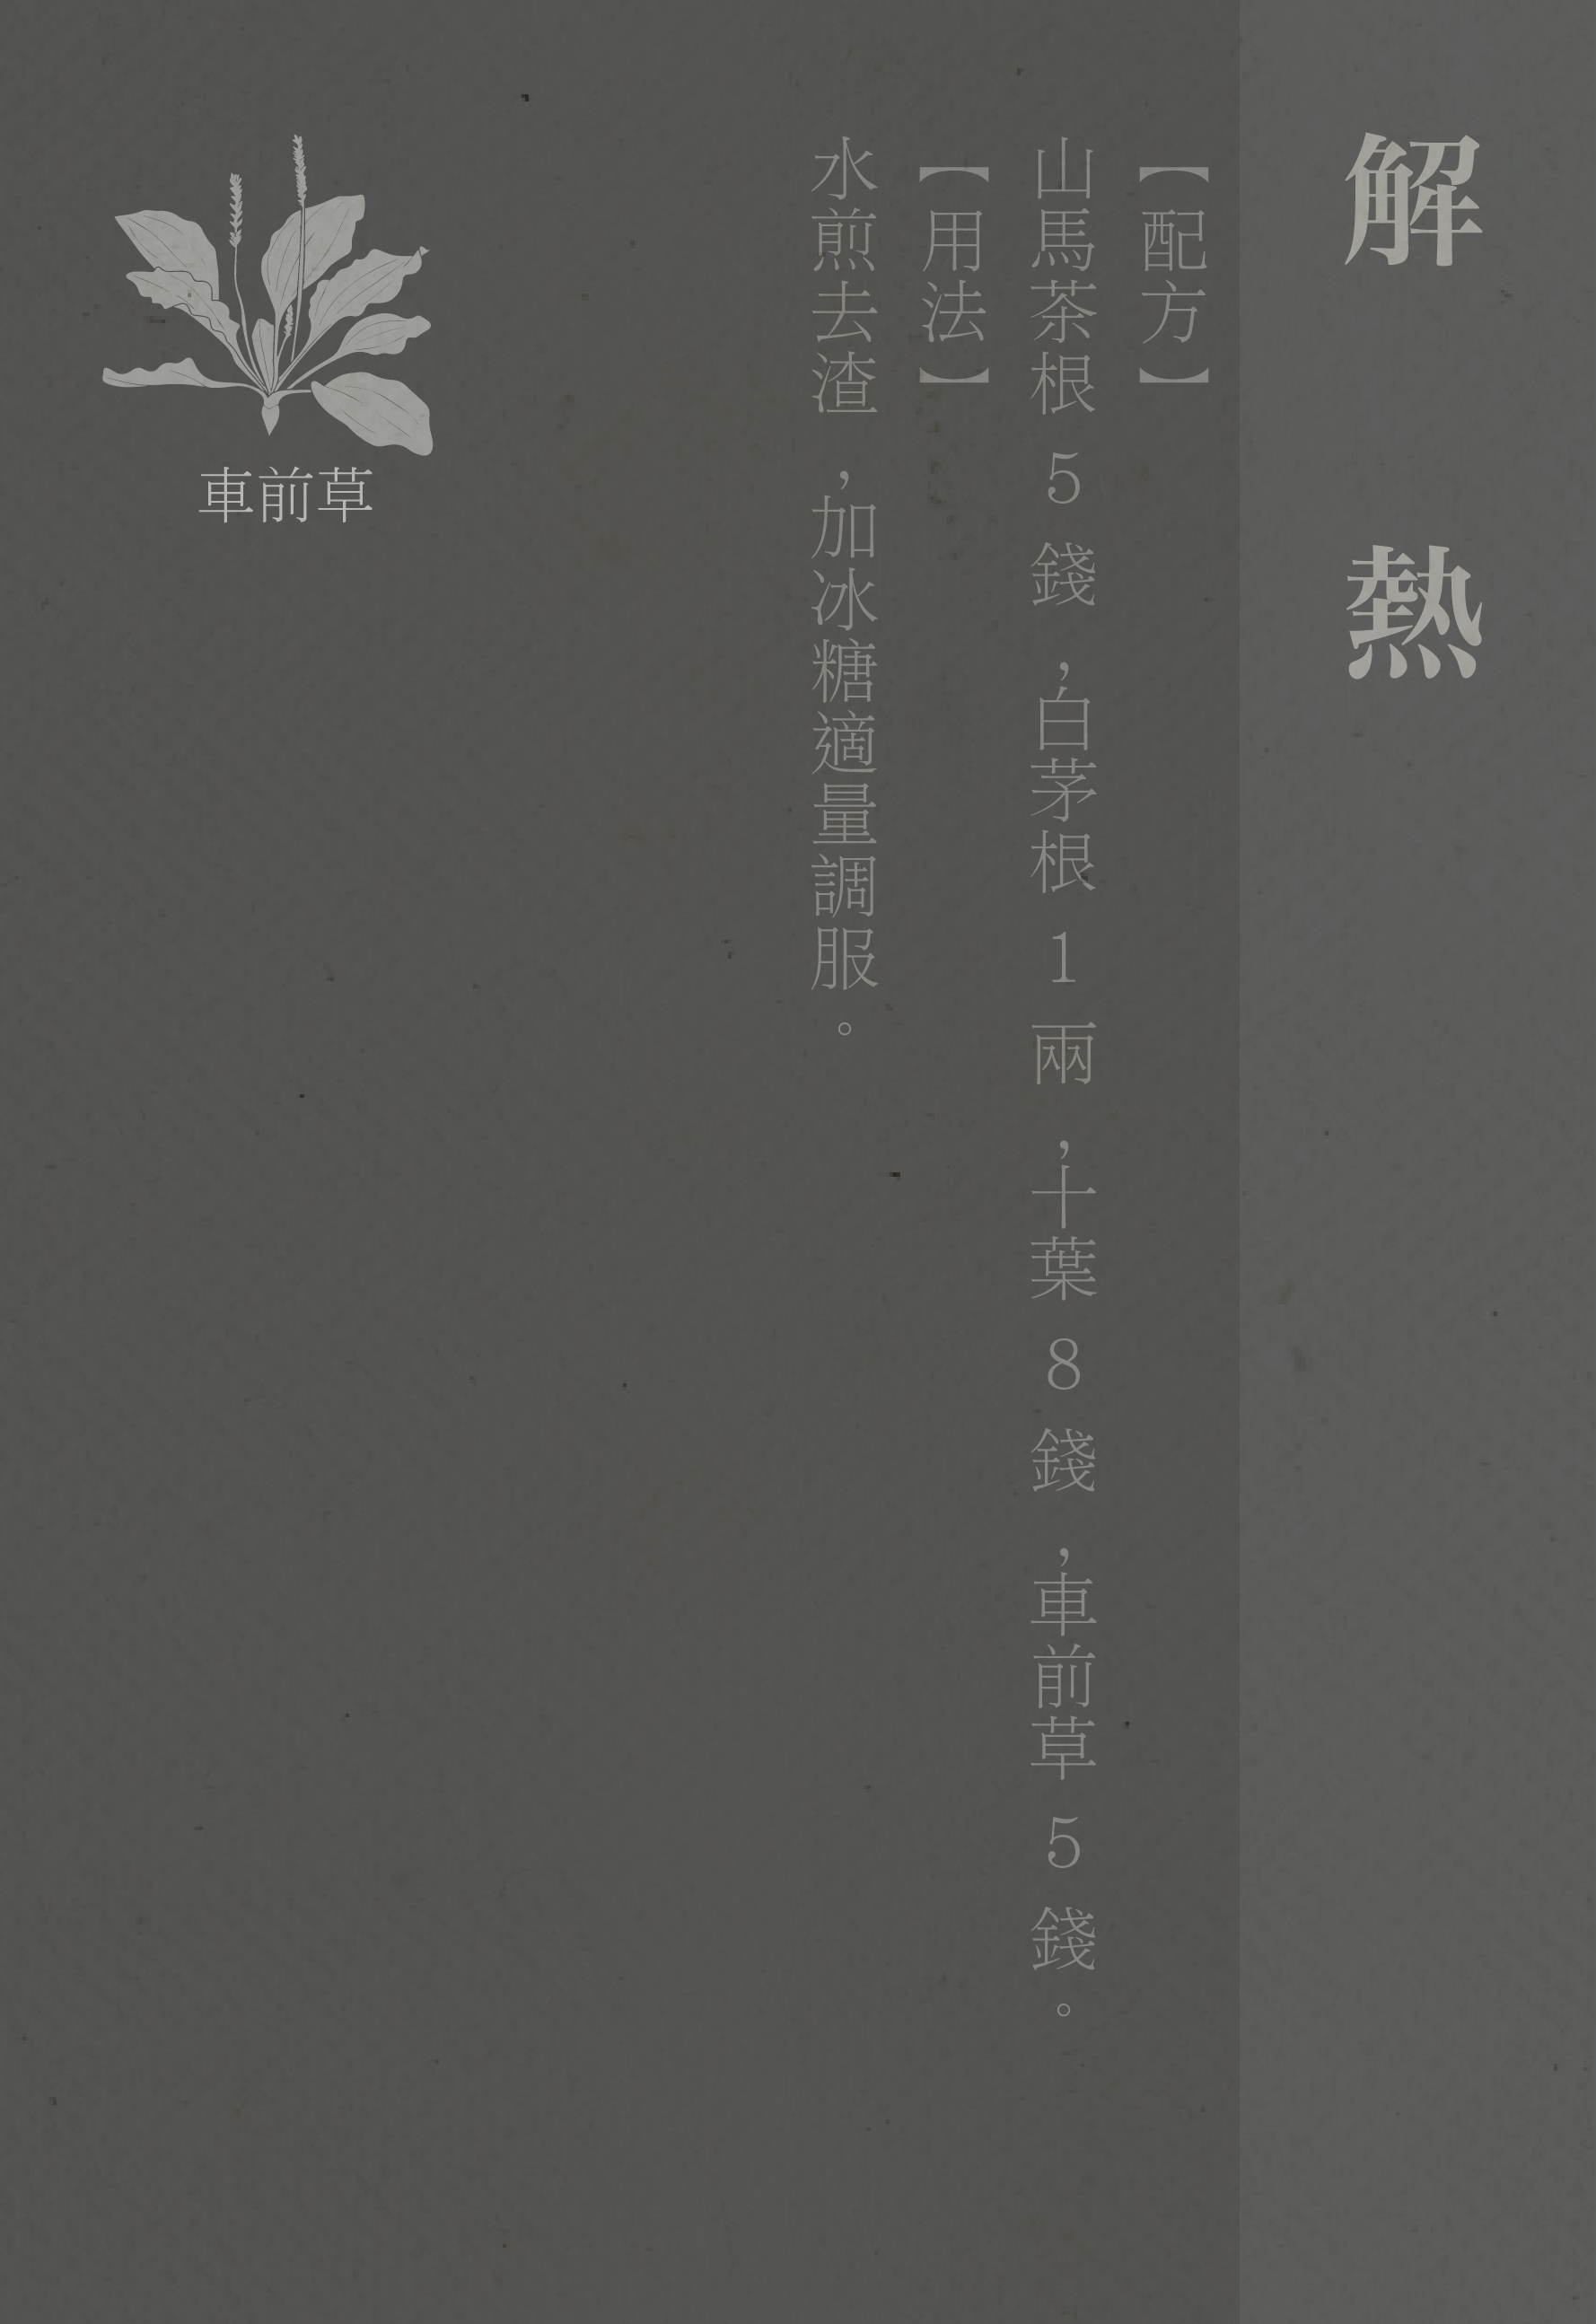 解熱
【配方】
山馬茶根5錢，白茅根1兩，十葉8錢，車前草5錢。
【用法】
水煎去渣，加冰糖適量調服。
車前草